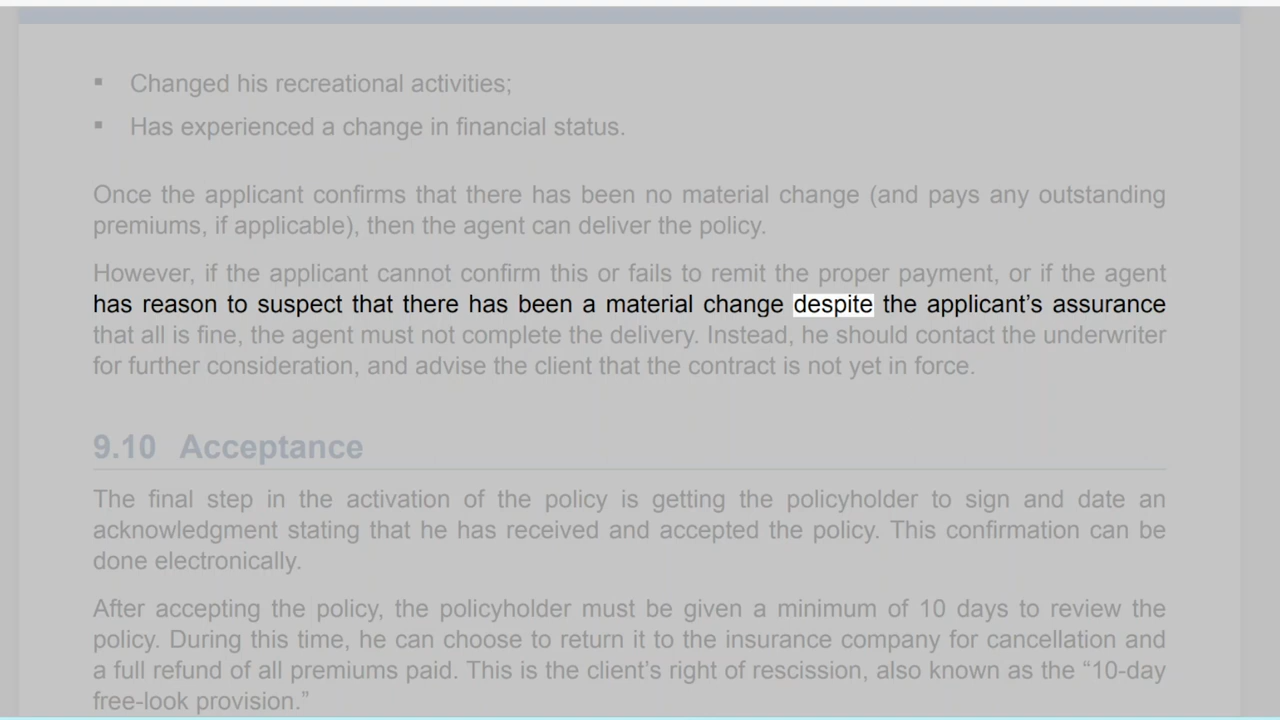 ▪ Changed his recreational activities;
▪ Has experienced a change in financial status.
Once the applicant confirms that there has been no material change (and pays any outstanding
premiums, if applicable), then the agent can deliver the policy.
However, if the applicant cannot confirm this or fails to remit the proper payment, or if the agent
has reason to suspect that there has been a material change despite the applicant’s assurance
that all is fine, the agent must not complete the delivery. Instead, he should contact the underwriter
for further consideration, and advise the client that the contract is not yet in force.
9.10 Acceptance
The final step in the activation of the policy is getting the policyholder to sign and date an
acknowledgment stating that he has received and accepted the policy. This confirmation can be
done electronically.
After accepting the policy, the policyholder must be given a minimum of 10 days to review the
policy. During this time, he can choose to return it to the insurance company for cancellation and
a full refund of all premiums paid. This is the client’s right of rescission, also known as the “10-day
free-look provision.”